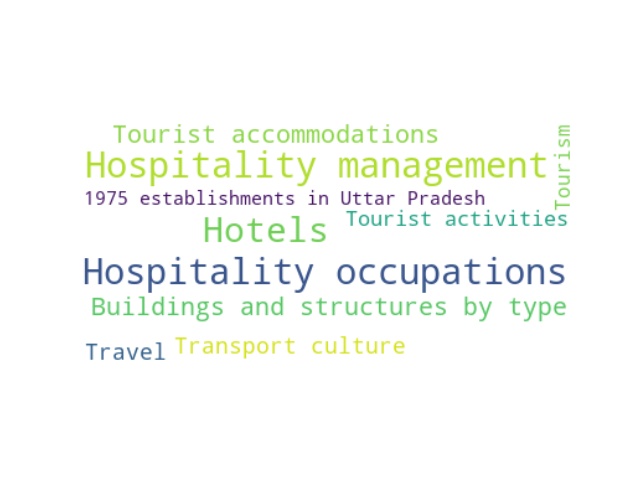 Tourist accommodations
Tourism
Hospitality management
1975 establishments in Uttar Pradesh
Tourist activities
Hotels
Hospitality occupations
Buildings and structures by type
Travel
Transport culture